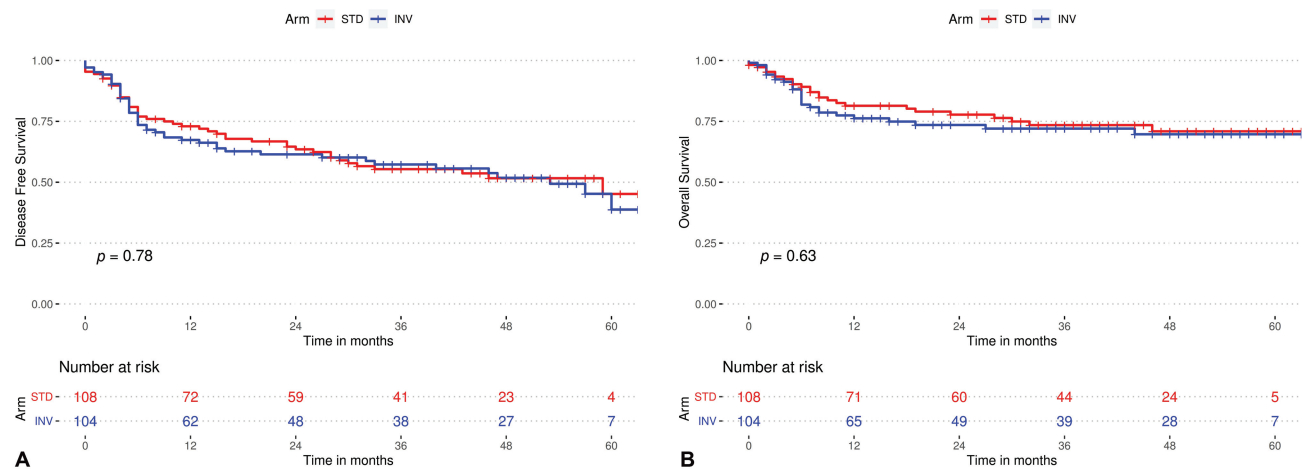 Arm STD INV
Disease Free Survival
1.00
0.75
0.50
0.25
0.00
p = 0.78
0 12 24 36 48 60
Time in months
Number at risk
Arm
STD 108 72 59 41 23 4
INV 104 62 48 38 27 7
0 12 24 36 48 60
Time in months
A
Arm STD INV
Overall Survival
1.00
0.75
0.50
0.25
0.00
p = 0.63
0 12 24 36 48 60
Time in months
Number at risk
Arm
STD 108 71 60 44 24 5
INV 104 65 49 39 28 7
0 12 24 36 48 60
Time in months
B